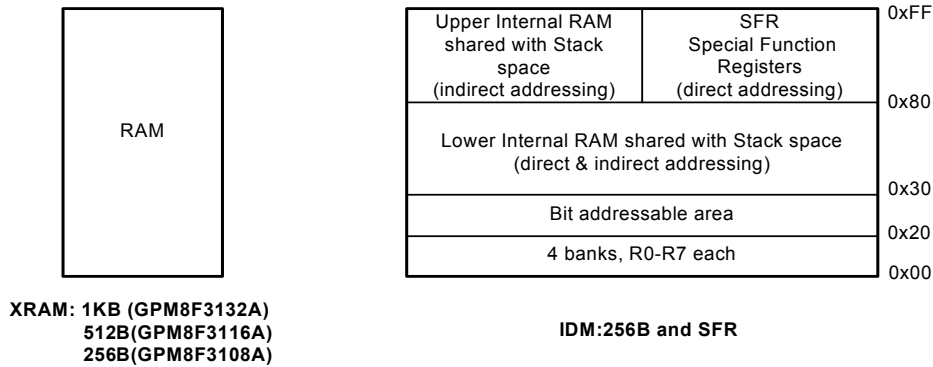 RAM
XRAM: 1KB (GPM8F3132A)
512B(GPM8F3116A)
256B(GPM8F3108A)
Upper Internal RAM
shared with Stack
space
(indirect addressing)
SFR
Special Function
Registers
(direct addressing)
0xFF
0x80
Lower Internal RAM shared with Stack space
(direct & indirect addressing)
0x30
Bit addressable area
0x20
4 banks, R0-R7 each
0x00
IDM:256B and SFR